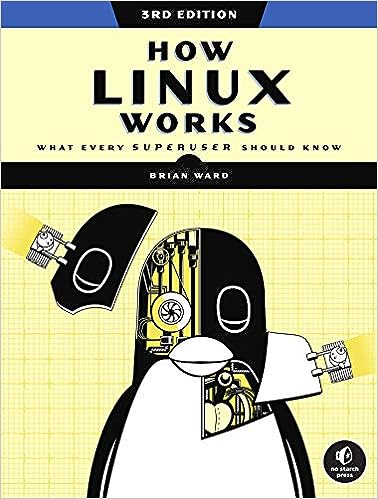 3RD EDITION
HOW
LINUX
WORKS
WHAT EVERY SUPERUSER SHOULD KNOW
BRIAN WARD
no starch
press